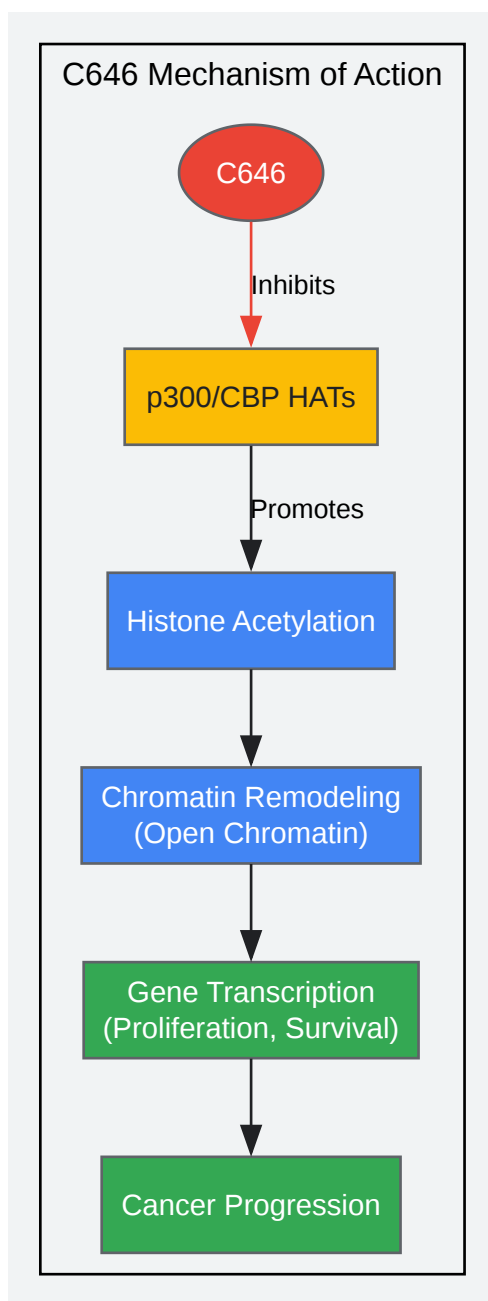 C646 Mechanism of Action
C646
Inhibits
p300/CBP HATs
Promotes
Histone Acetylation
Chromatin Remodeling
(Open Chromatin)
Gene Transcription
(Proliferation, Survival)
Cancer Progression